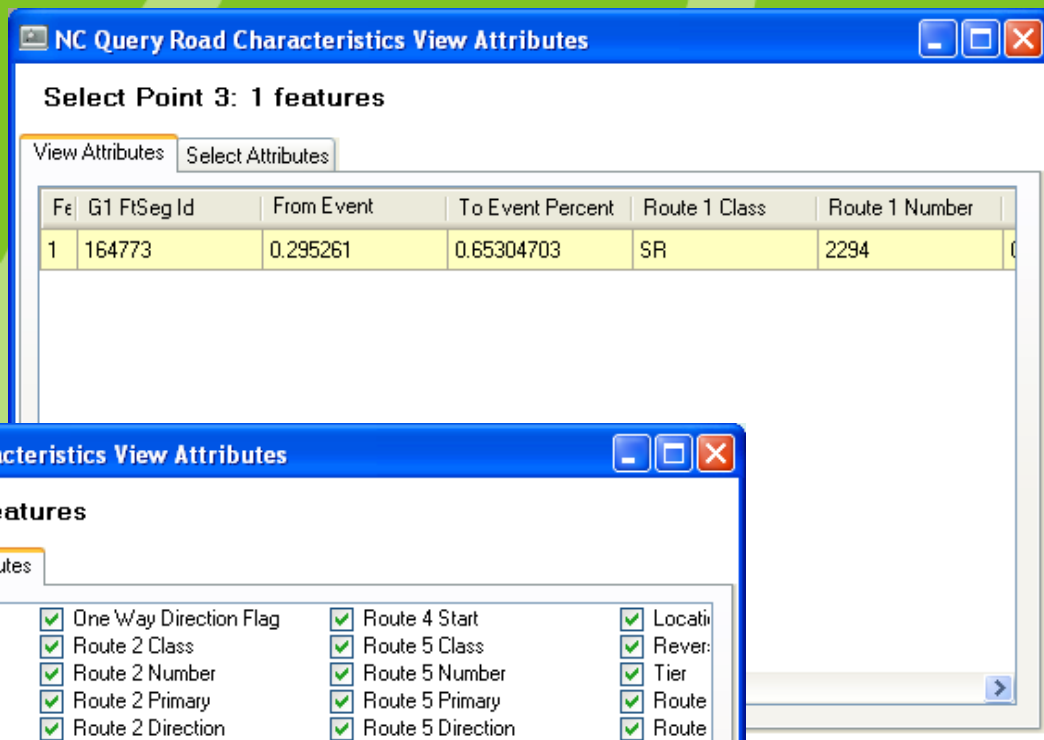 NC Query Road Characteristics View Attributes
Select Point 3: 1 features
View Attributes Select Attributes
G1 FtSeg Id From Event To Event Percent Route 1 Class Route 1 Number
1 164773 0.295261 0.65304703 SR 2294
View Attributes
One Way Direction Flag Route 4 Start
Route 2 Class Route 5 Class
Route 2 Number Route 5 Number Tier
Route 2 Primary Route 5 Primary Route
Route 2 Direction Route 5 Direction Route